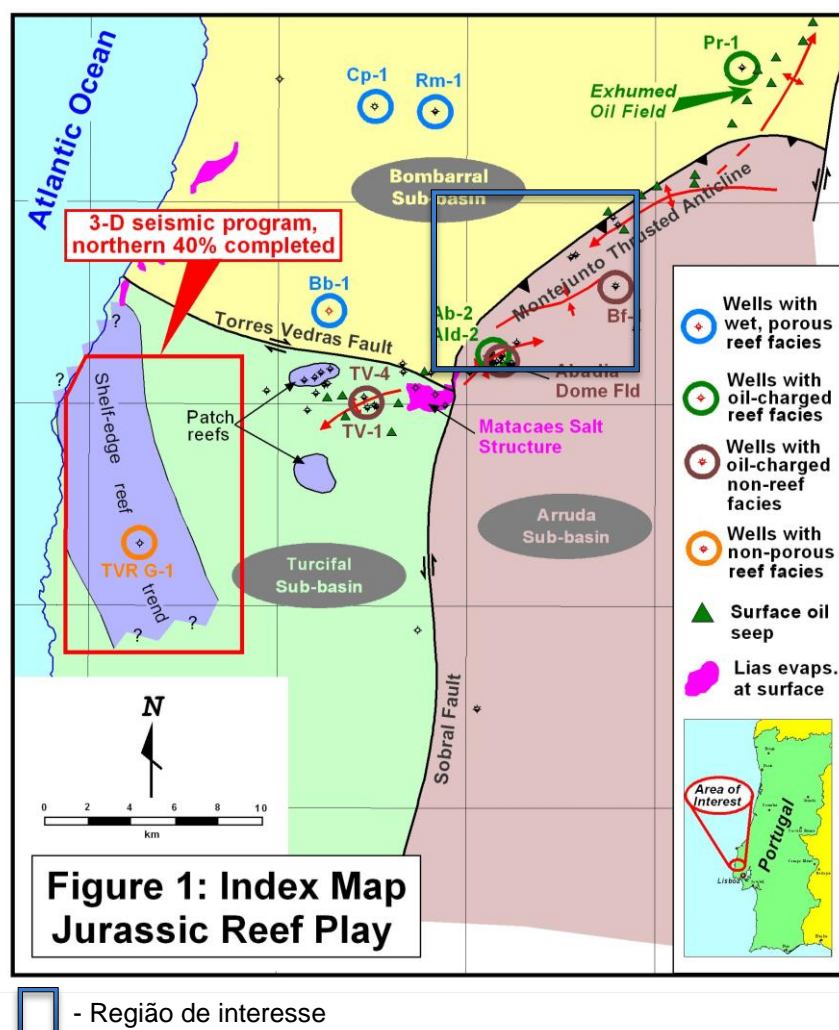 Atlantic Ocean
Cp-1
Rm-1
Pr-1
Exhumed
Oil Field
Bombarral
Sub-basin
3-D seismic program,
northern 40% completed
Montejunto Thrusted Anticline
Bb-1
Torres Vedras Fault
Ab-2
Ald-2
Bf-1
Abadia
Dome Fld
TV-4
TV-1
Patch
reefs
Matacaes Salt
Structure
Shelf-edge reef trend
?
?
?
?
TVR G-1
Turcifal
Sub-basin
Arruda
Sub-basin
Sobral Fault
Wells with
wet, porous
reef facies
Wells with
oil-charged
reef facies
Wells with
oil-charged
non-reef
facies
Wells with
non-porous
reef facies
Surface oil
seep
Lias evaps.
at surface
N
0 2 4 6 8 10
km
Area of
Interest
Portugal
Lisboa
Figure 1: Index Map
Jurassic Reef Play
- Região de interesse